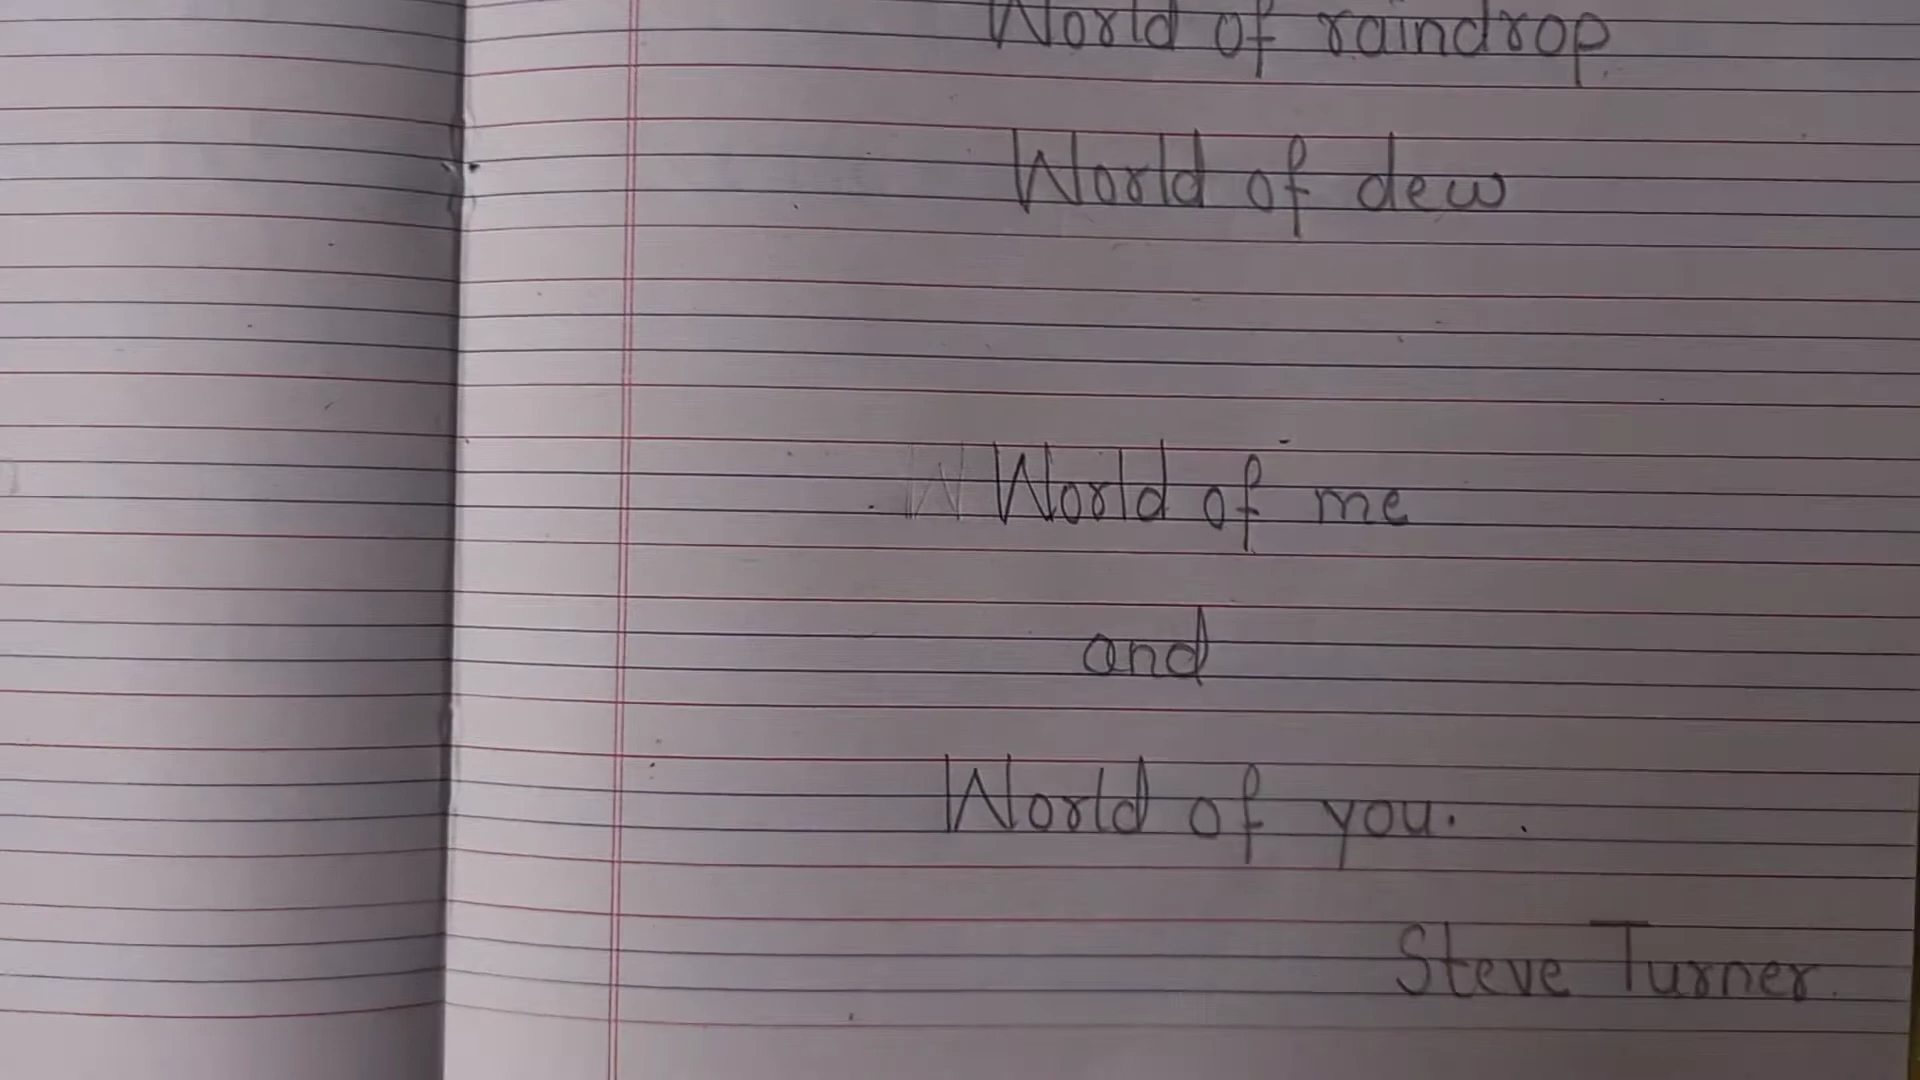 World of raindrop
World of dew
World of me
and
World of you.
Steve Turner.